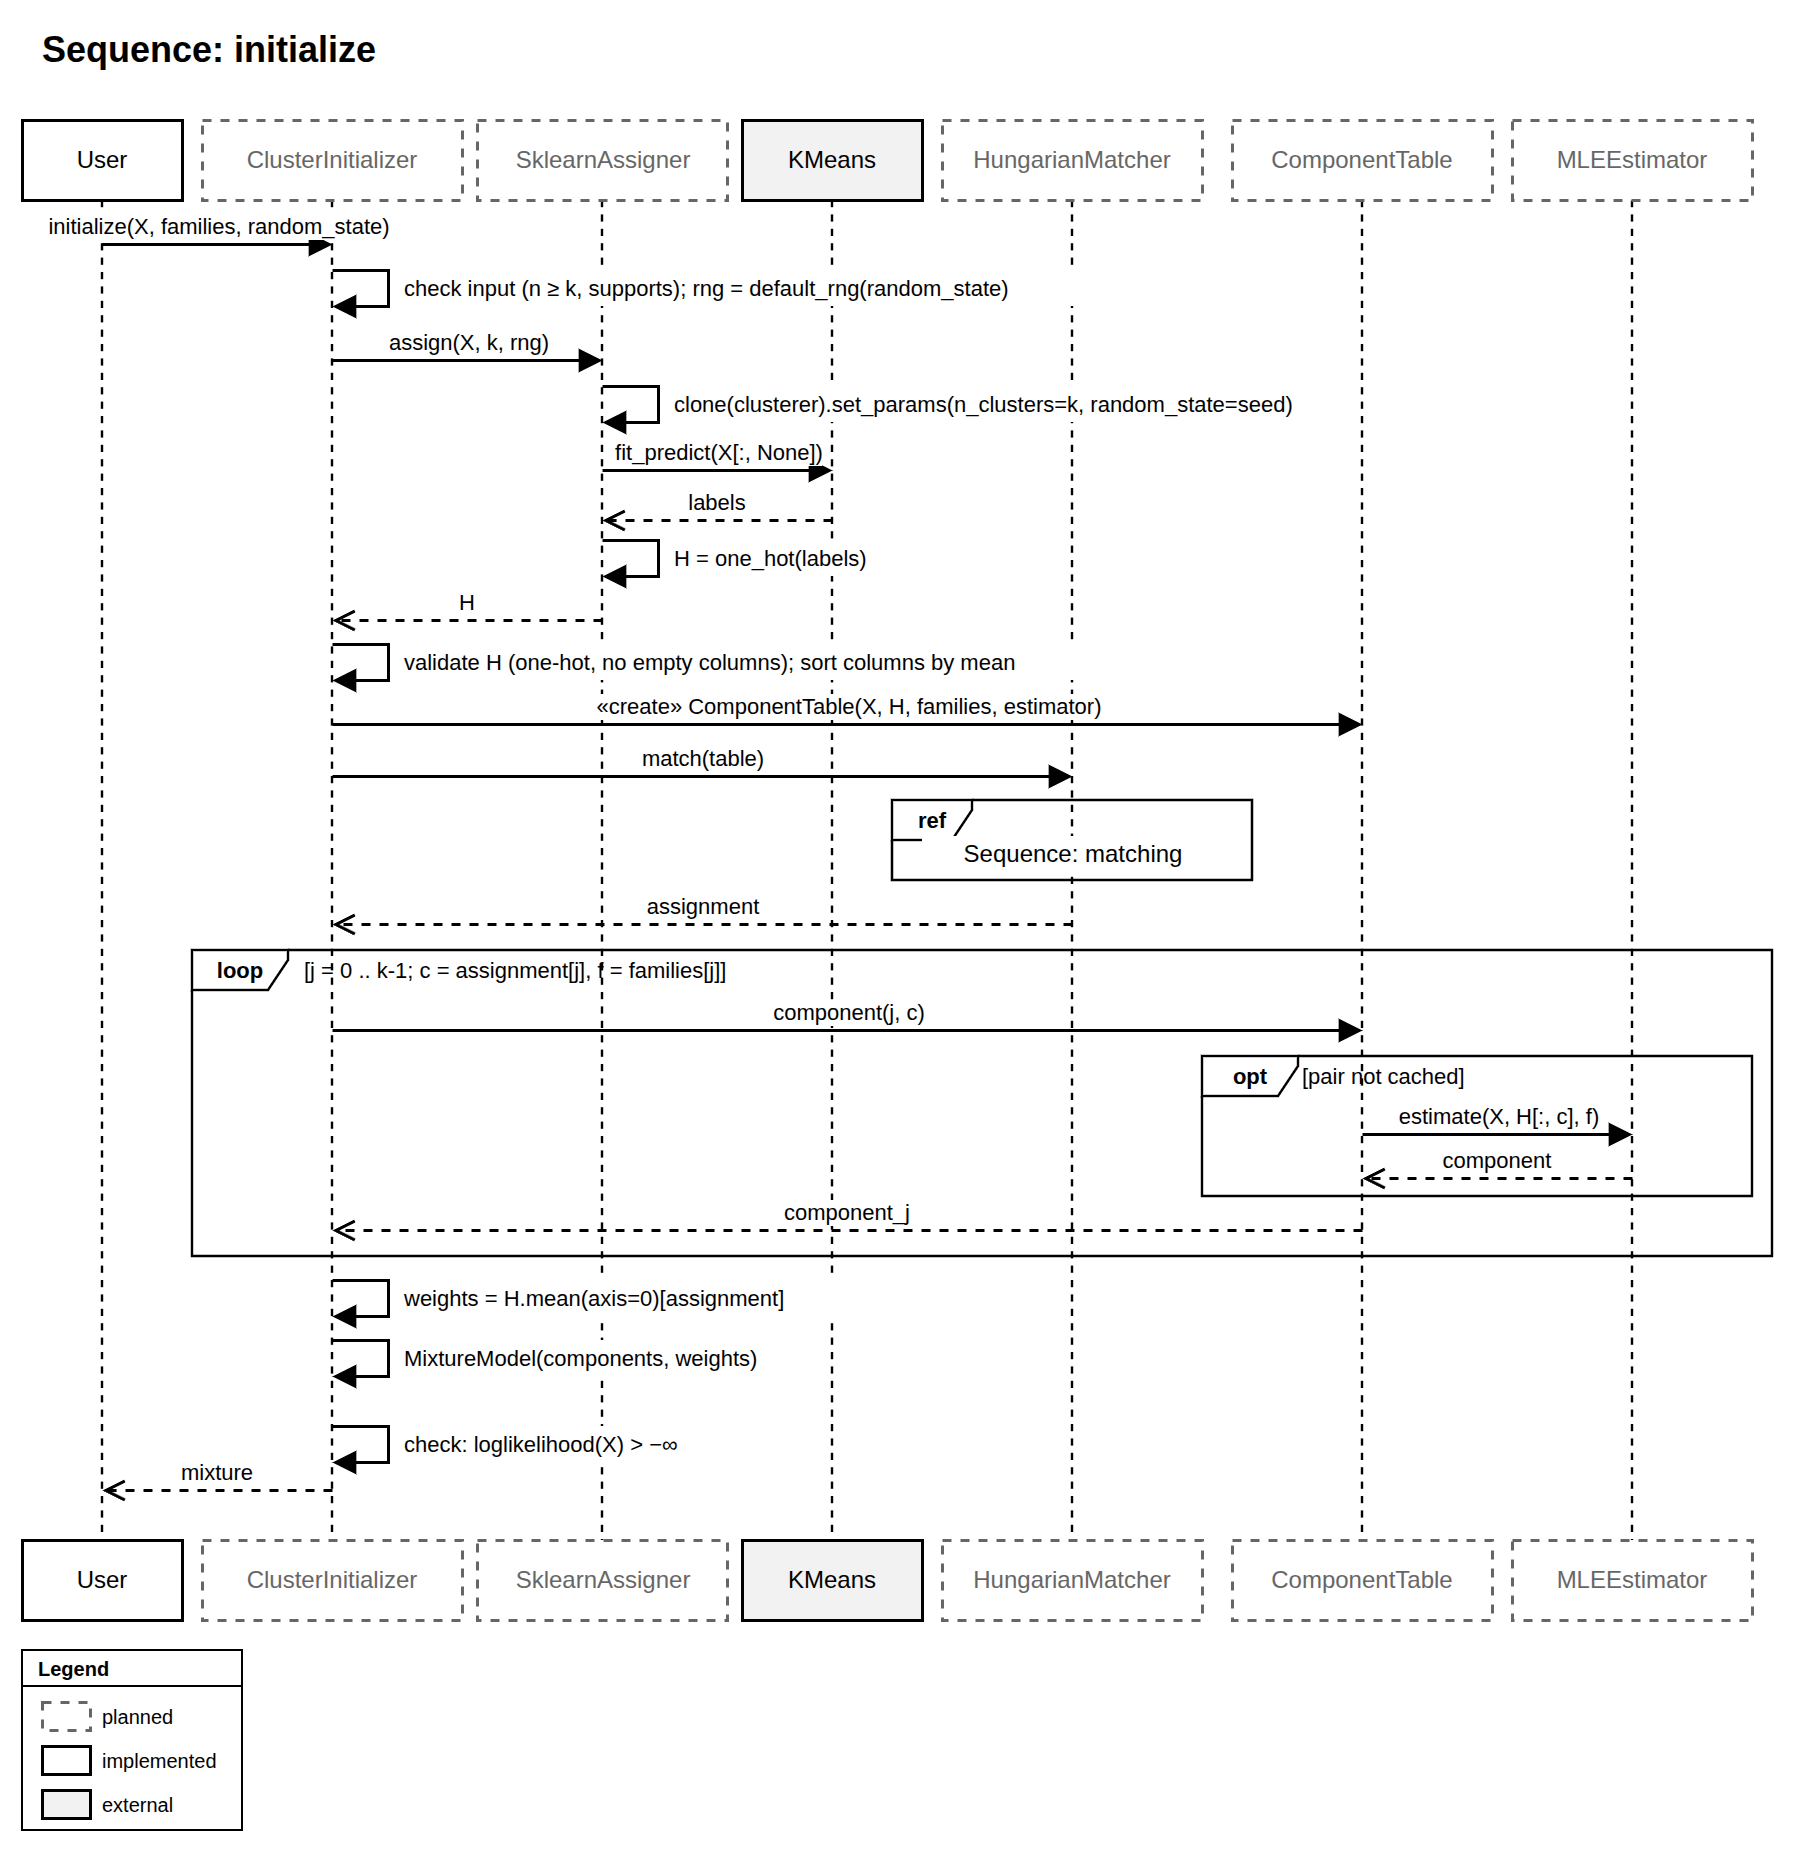 Sequence: initialize
User ClusterInitializer SklearnAssigner KMeans HungarianMatcher ComponentTable MLEEstimator
initialize(X, families, random_state)
check input (n ≥ k, supports); rng = default_rng(random_state)
assign(X, k, rng)
clone(clusterer).set_params(n_clusters=k, random_state=seed)
fit_predict(X[:, None])
labels
H = one_hot(labels)
H
validate H (one-hot, no empty columns); sort columns by mean
«create» ComponentTable(X, H, families, estimator)
match(table)
ref
Sequence: matching
assignment
loop [j = 0 .. k-1; c = assignment[j], f = families[j]]
component(j, c)
opt [pair not cached]
estimate(X, H[:, c], f)
component
component_j
weights = H.mean(axis=0)[assignment]
MixtureModel(components, weights)
check: loglikelihood(X) > −∞
mixture
User ClusterInitializer SklearnAssigner KMeans HungarianMatcher ComponentTable MLEEstimator
Legend
planned
implemented
external